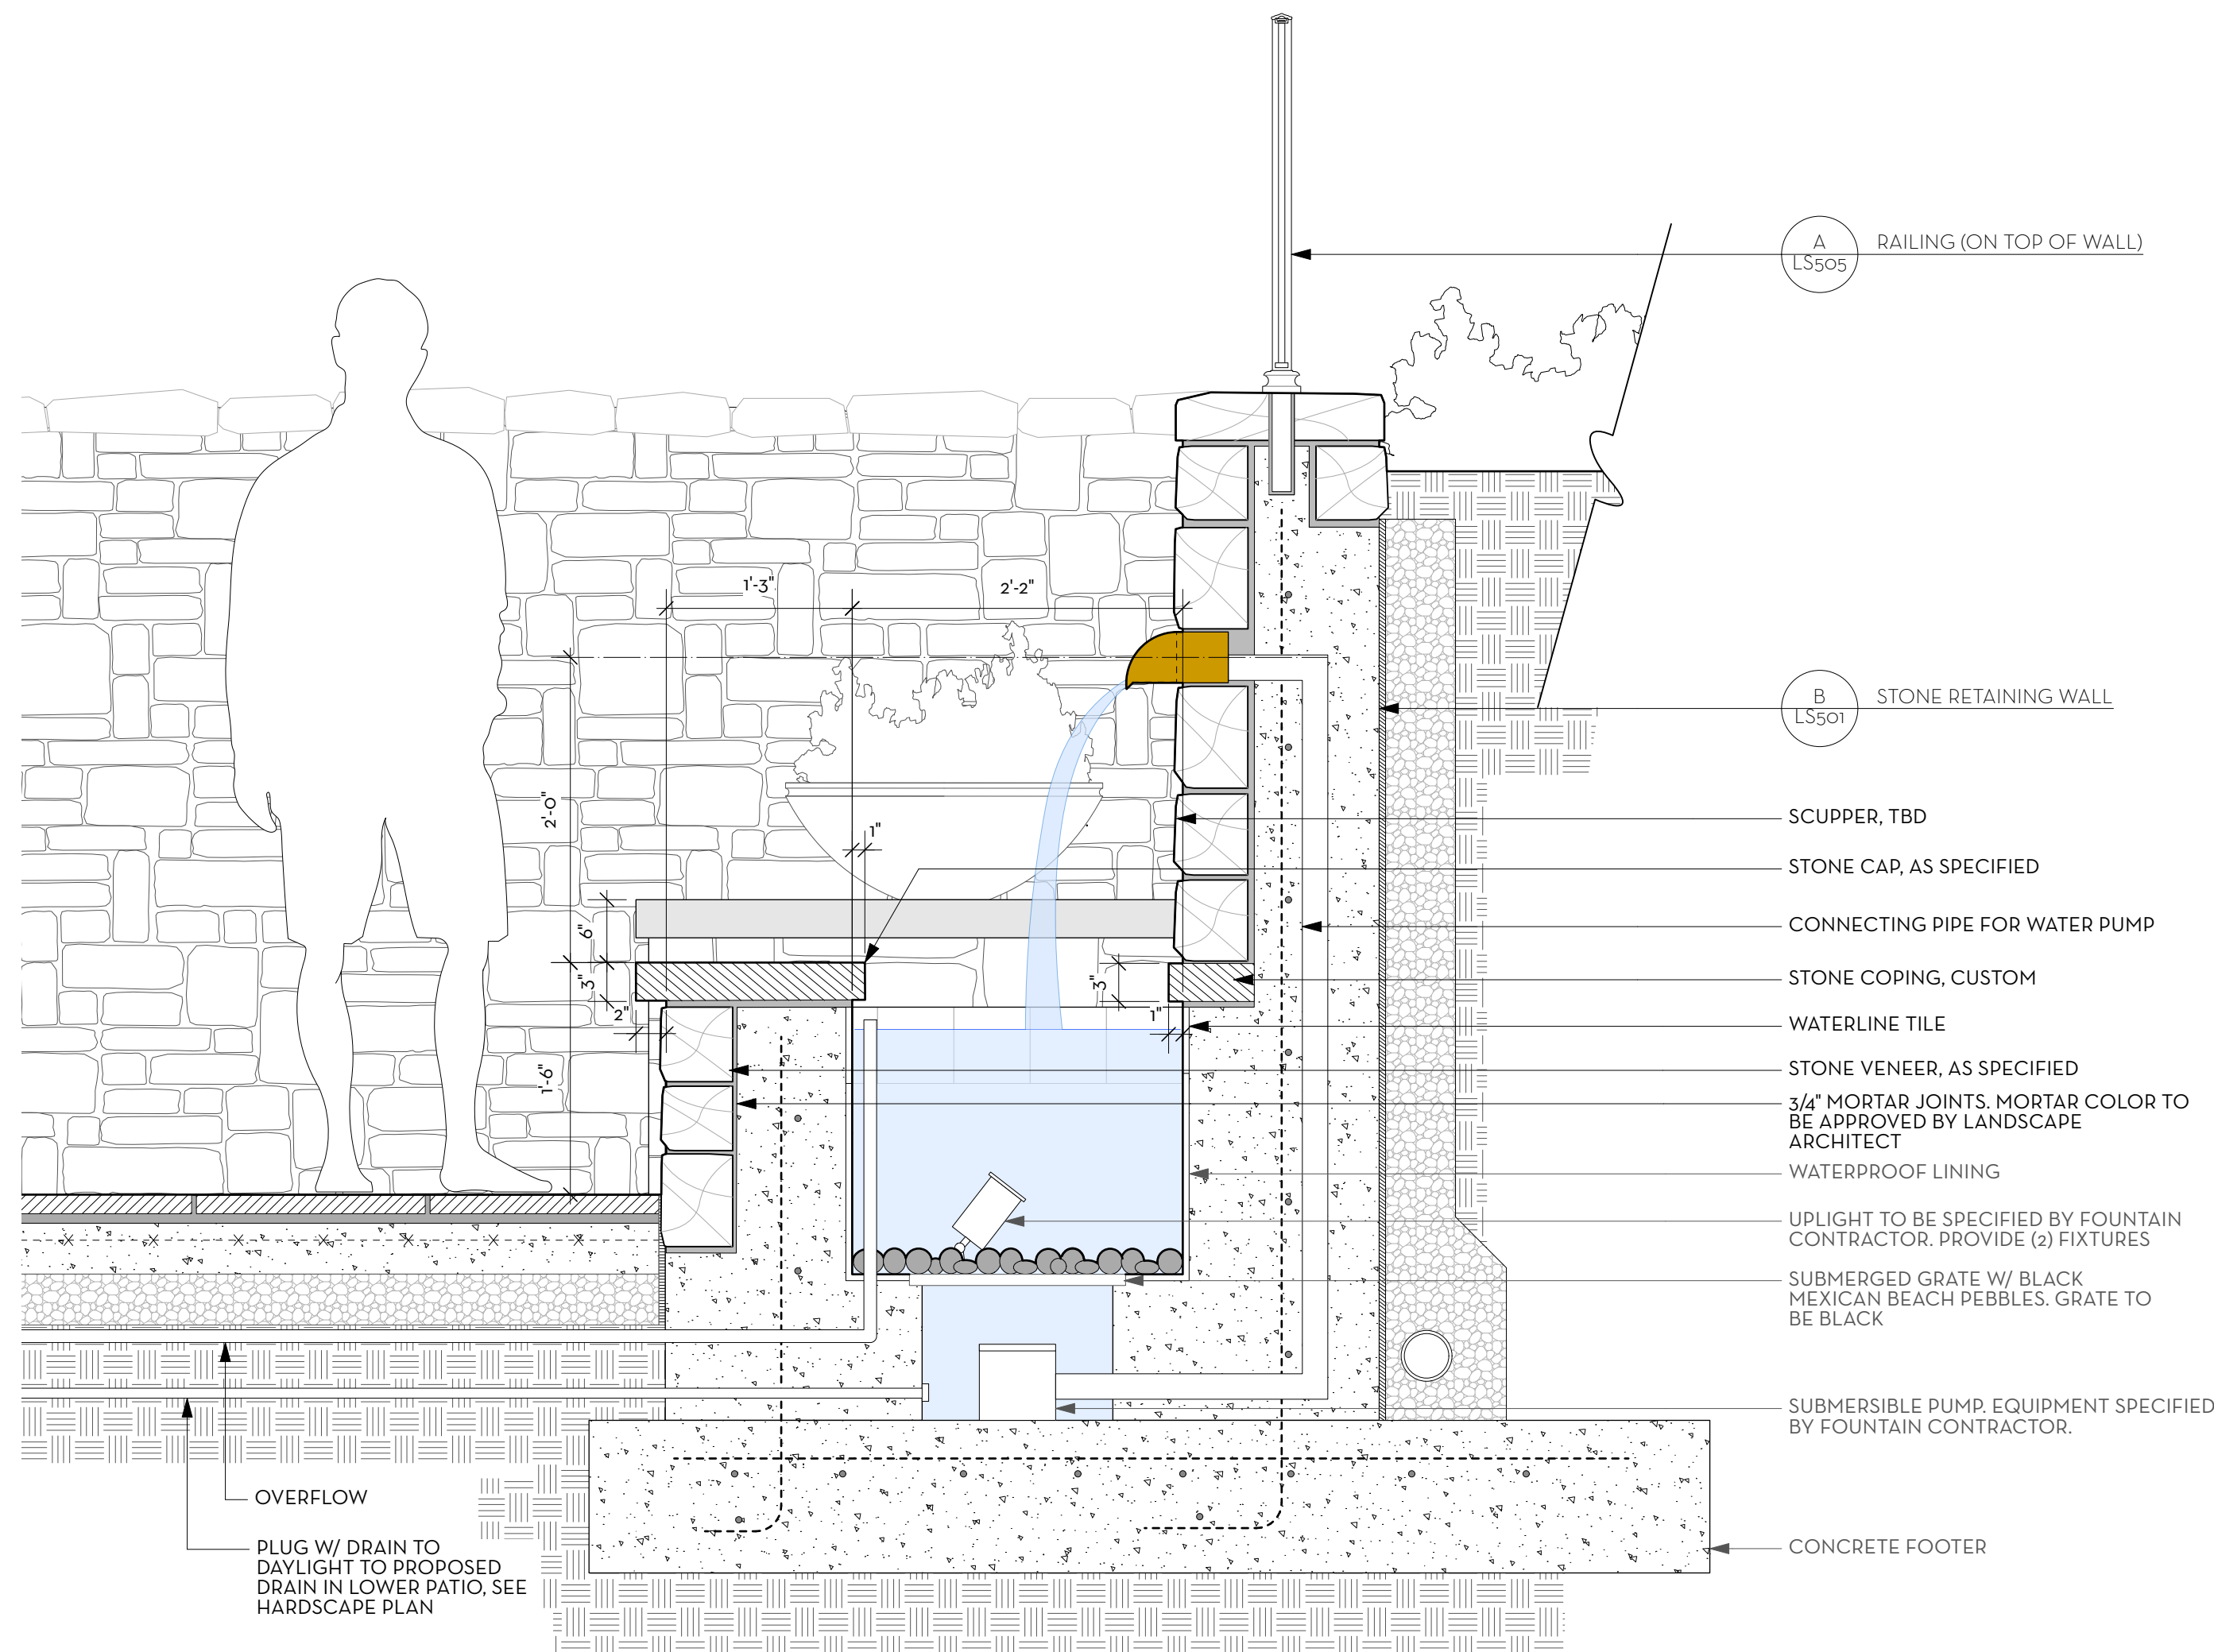 A
LS505
RAILING (ON TOP OF WALL)
1'-3"
2'-2"
B
LS501
STONE RETAINING WALL
2'-0"
1"
SCUPPER, TBD
STONE CAP, AS SPECIFIED
6"
CONNECTING PIPE FOR WATER PUMP
3"
3"
STONE COPING, CUSTOM
2"
1"
WATERLINE TILE
1'-6"
STONE VENEER, AS SPECIFIED
3/4" MORTAR JOINTS. MORTAR COLOR TO
BE APPROVED BY LANDSCAPE
ARCHITECT
WATERPROOF LINING
UPLIGHT TO BE SPECIFIED BY FOUNTAIN
CONTRACTOR. PROVIDE (2) FIXTURES
SUBMERGED GRATE W/ BLACK
MEXICAN BEACH PEBBLES. GRATE TO
BE BLACK
SUBMERSIBLE PUMP. EQUIPMENT SPECIFIED
BY FOUNTAIN CONTRACTOR.
OVERFLOW
PLUG W/ DRAIN TO
DAYLIGHT TO PROPOSED
DRAIN IN LOWER PATIO, SEE
HARDSCAPE PLAN
CONCRETE FOOTER